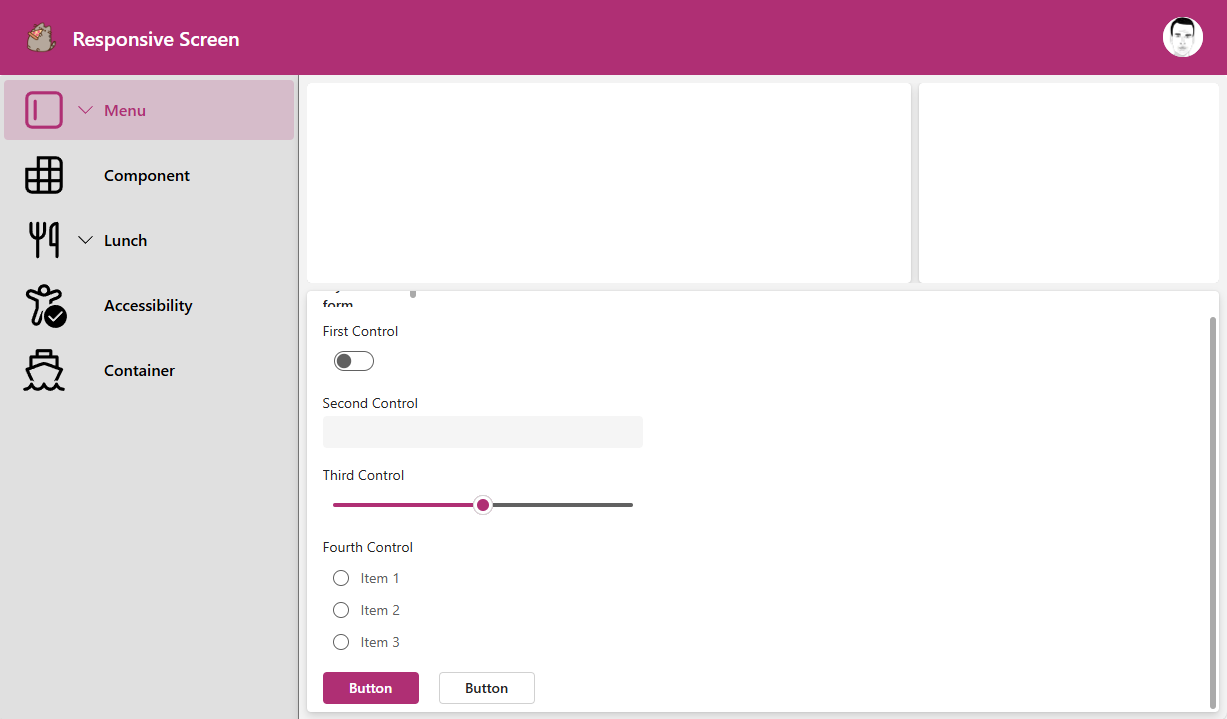 Responsive Screen
Menu
Component
Lunch
Accessibility
Container
form
First Control
Second Control
Third Control
Fourth Control
Item 1
Item 2
Item 3
Button Button